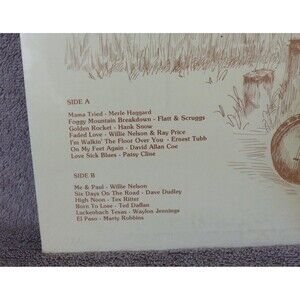 SIDE A
Mama Tried - Merle Haggard
Foggy Mountain Breakdown - Flatt & Scruggs
Golden Rocket - Hank Snow
Faded Love - Willie Nelson & Ray Price
I'm Walkin' The Floor Over You - Ernest Tubb
On My Feet Again - David Allan Coe
Love Sick Blues - Patsy Cline
SIDE B
Me & Paul - Willie Nelson
Six Days On The Road - Dave Dudley
High Noon - Tex Ritter
Born To Lose - Ted Daffan
Luckenbach Texas - Waylon Jennings
El Paso - Marty Robbins